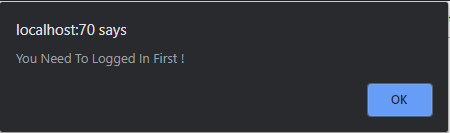 localhost:70 says
You Need To Logged In First !
OK